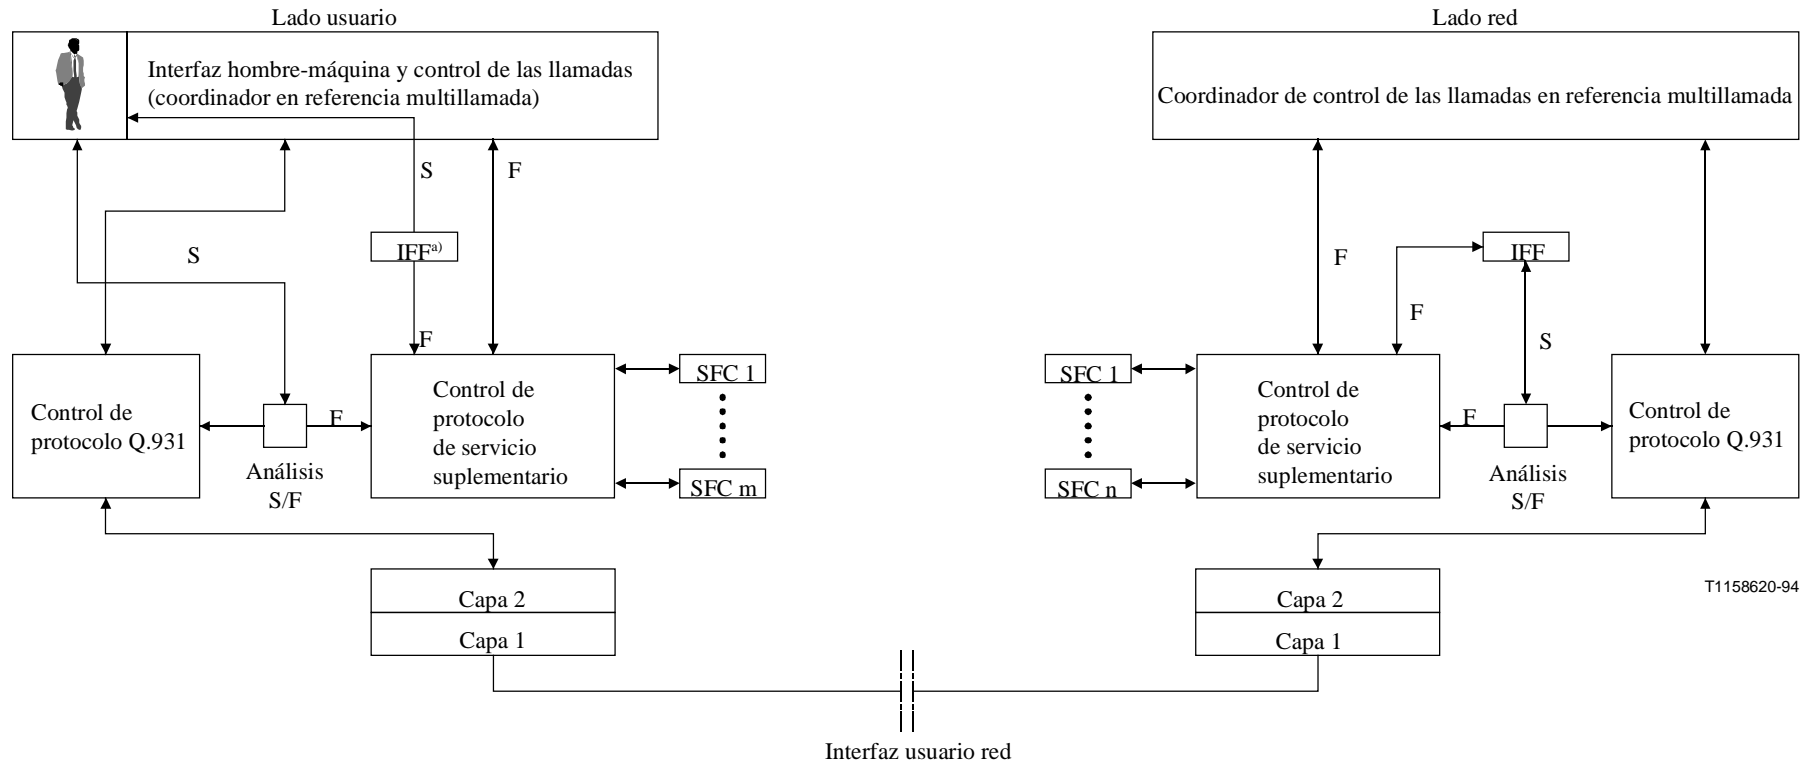 Lado usuario
Lado red
Interfaz hombre-máquina y control de las llamadas
(coordinador en referencia multillamada)
Coordinador de control de las llamadas en referencia multillamada
S
F
S
IFFa)
F
F
IFF
F
S
Control de
protocolo Q.931
F
Análisis
S/F
Control de
protocolo
de servicio
suplementario
SFC 1
SFC m
SFC 1
SFC n
Control de
protocolo
de servicio
suplementario
F
Análisis
S/F
Control de
protocolo Q.931
Capa 2
Capa 1
Capa 2
Capa 1
T1158620-94
Interfaz usuario red